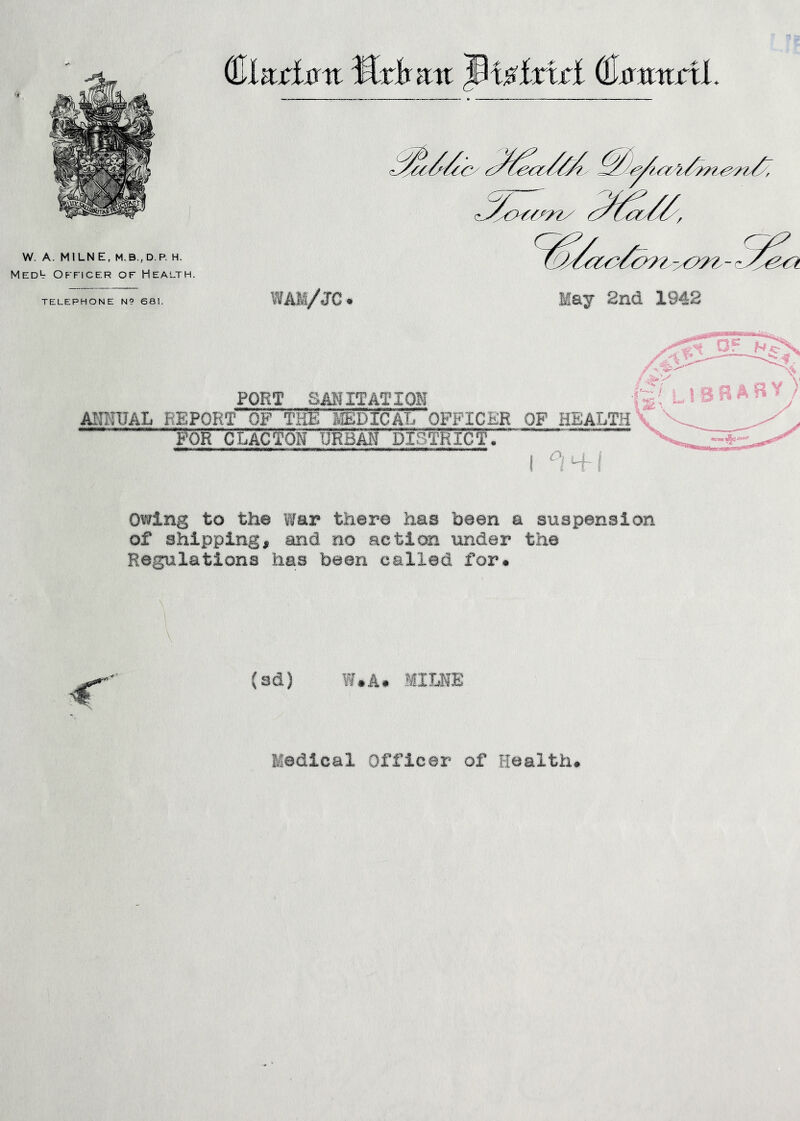 Clacton Urban District Council.
Public Health Department,
Town Hall,
Clacton-on-Sea
W. A. MILNE, M.B., D.P.H.
MEDL OFFICER OF HEALTH.
TELEPHONE Nº 681.
WAM/JC.
May 2nd 1942
MINISTRY OF HEA
LIBRARY
PORT SANITATION
ANNUAL REPORT OF THE MEDICAL OFFICER OF HEALTH
FOR CLACTON URBAN DISTRICT.
1941
Owing to the War there has been a suspension
of shipping, and no action under the
Regulations has been called for.
(sd) W.A. MILNE
Medical Officer of Health.